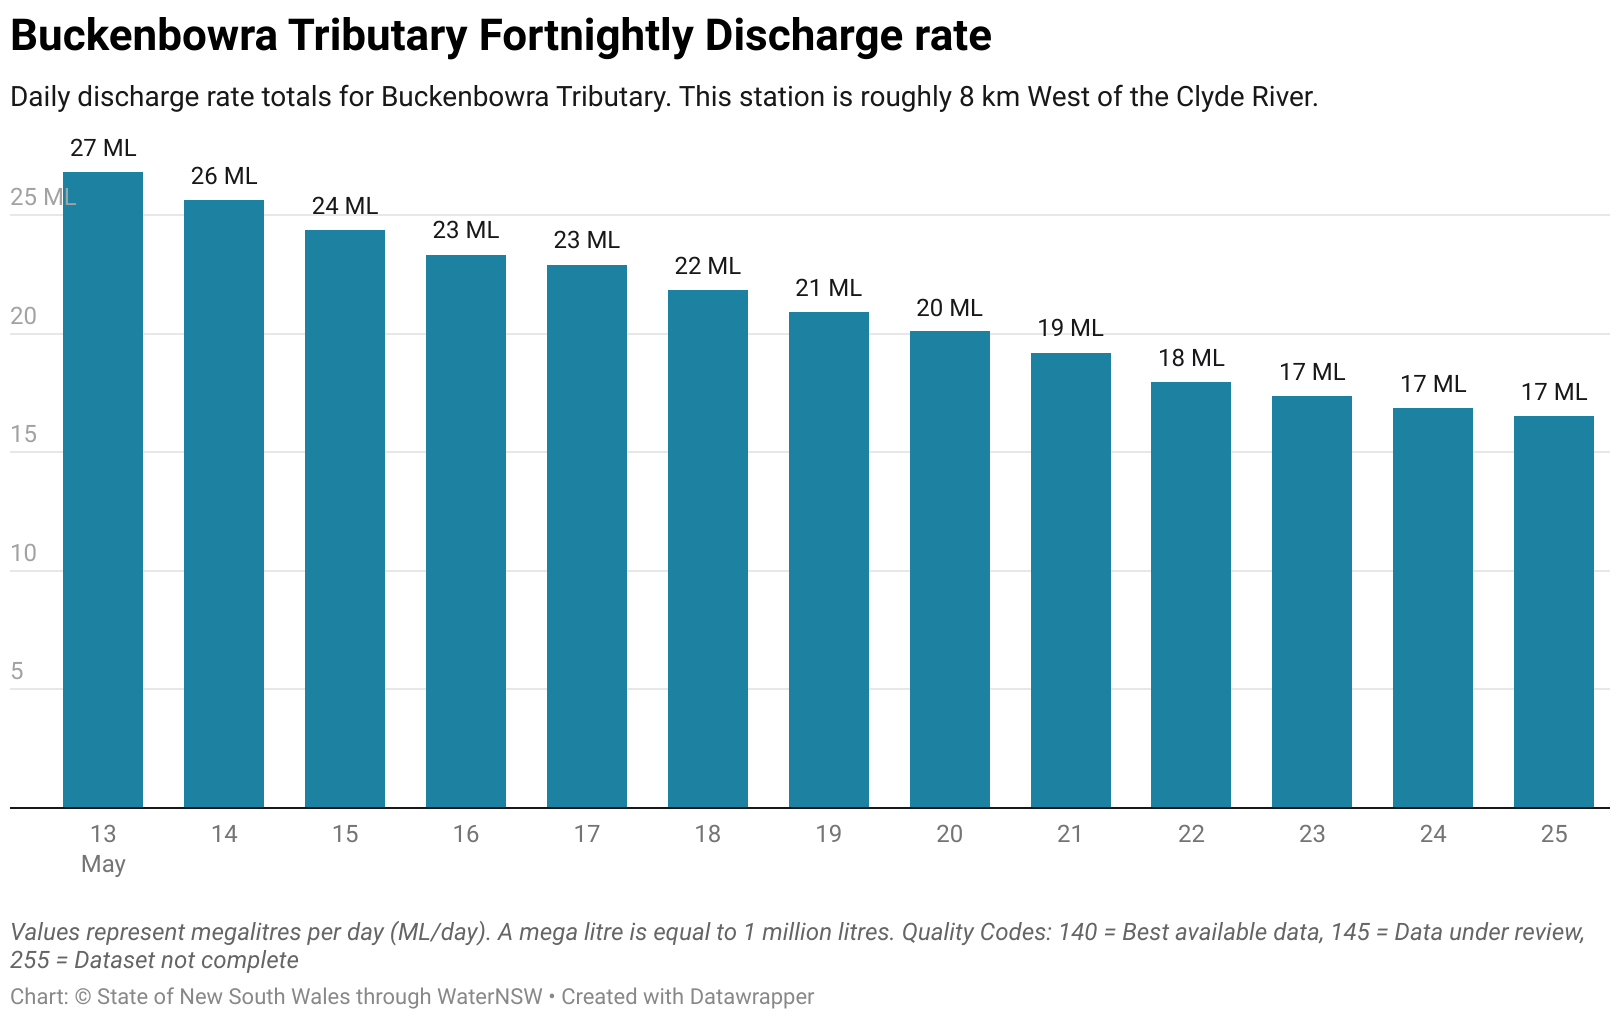 Buckenbowra Tributary Fortnightly Discharge rate
Daily discharge rate totals for Buckenbowra Tributary. This station is roughly 8 km West of the Clyde River.
27 ML
26 ML
24 ML
23 ML
23 ML
22 ML
21 ML
20 ML
19 ML
18 ML
17 ML
17 ML
17 ML
25 ML
20
15
10
5
13 14 15 16 17 18 19 20 21 22 23 24 25
May
Values represent megalitres per day (ML/day). A mega litre is equal to 1 million litres. Quality Codes: 140 = Best available data, 145 = Data under review,
255 = Dataset not complete
Chart: © State of New South Wales through WaterNSW • Created with Datawrapper